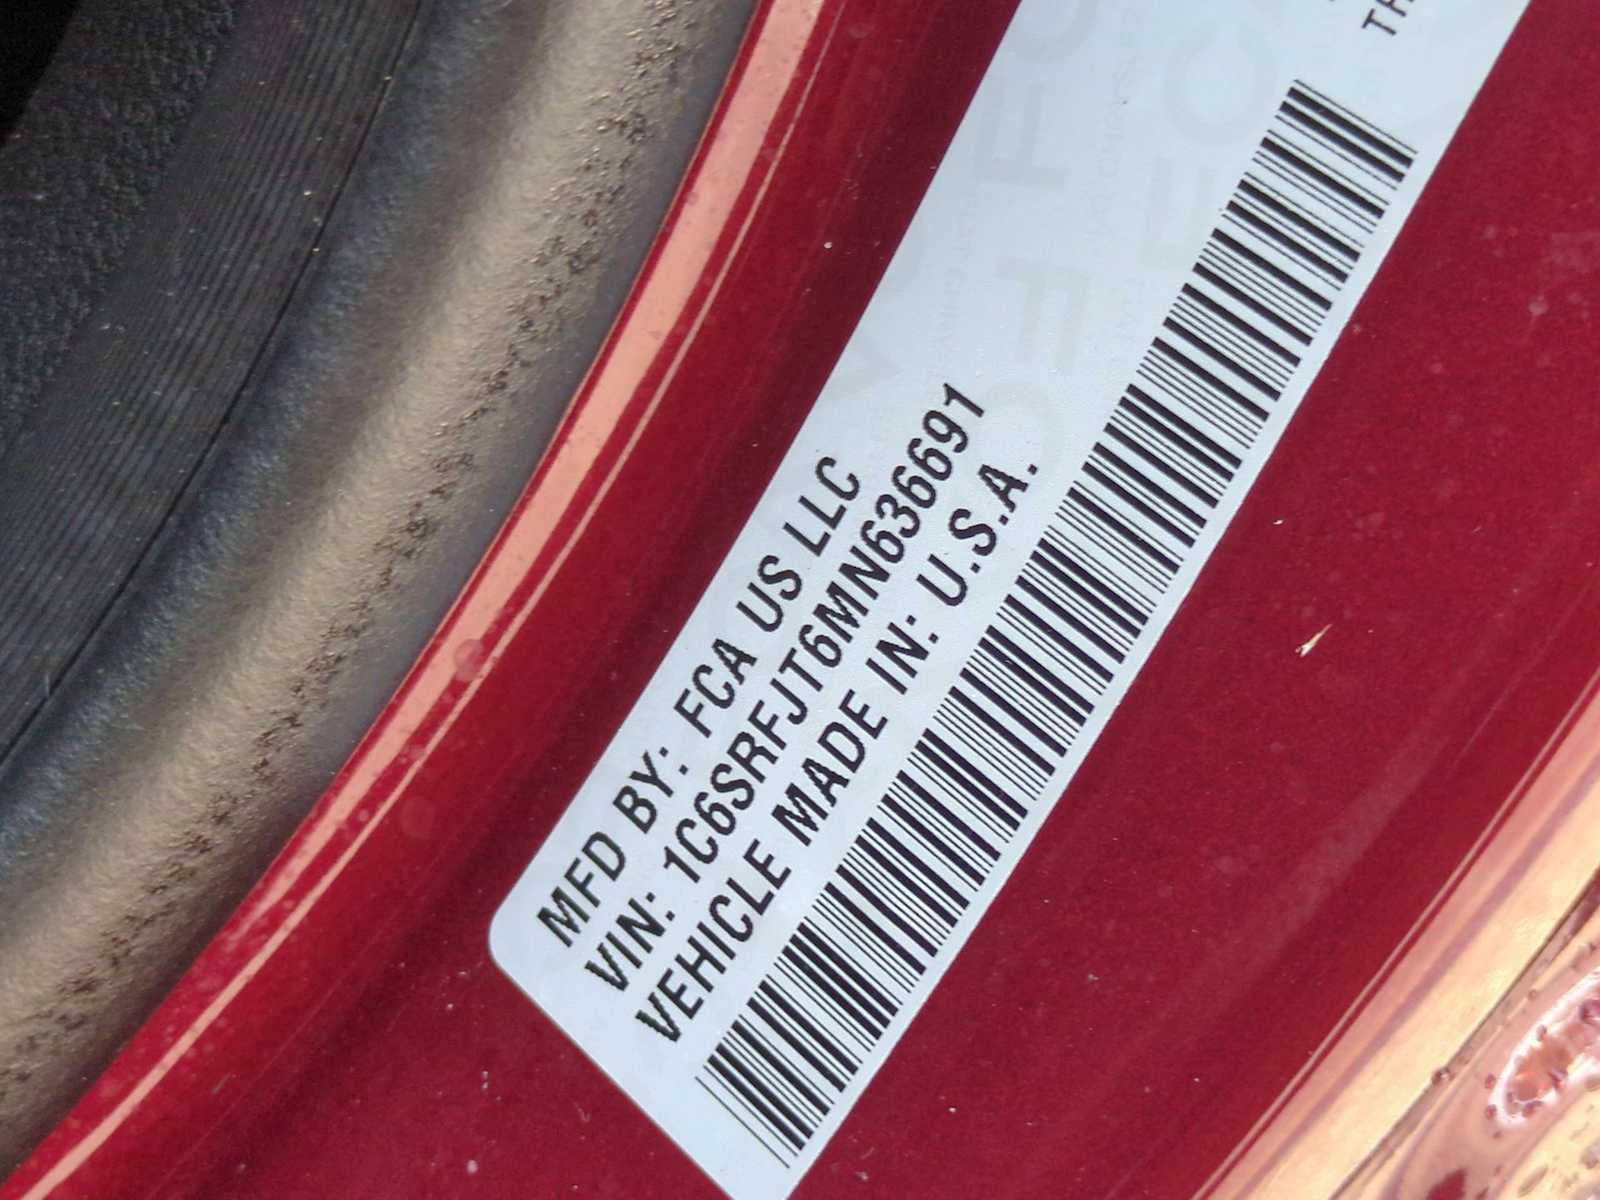 MFD BY: FCA US LLC
VIN: 1C6SRFJT6MN636691
VEHICLE MADE IN: U.S.A.